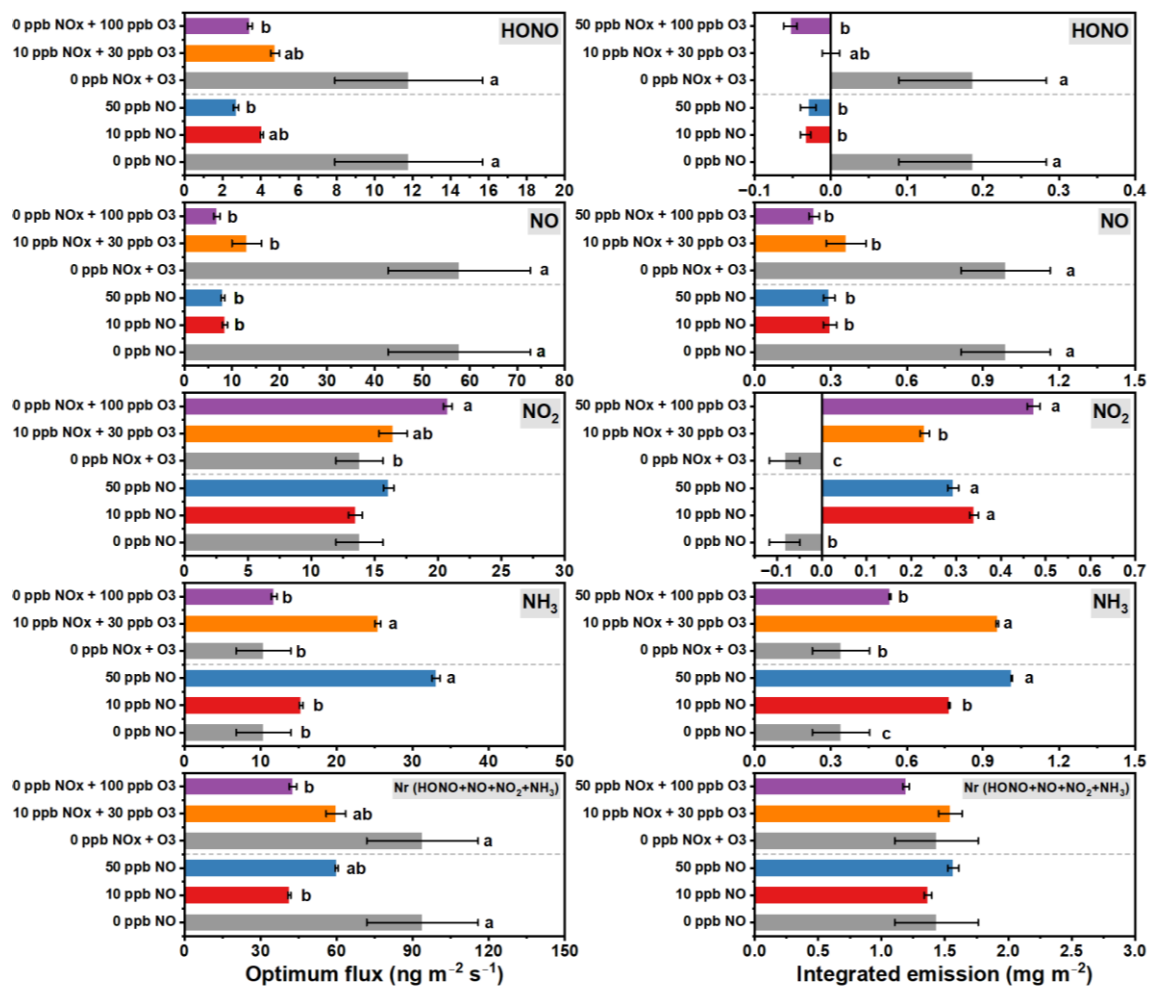 0 ppb NOx + 100 ppb O3
10 ppb NOx + 30 ppb O3
0 ppb NOx + O3
50 ppb NO
10 ppb NO
0 ppb NO
HONO
b
ab
a
b
ab
a
0 2 4 6 8 10 12 14 16 18 20
50 ppb NOx + 100 ppb O3
10 ppb NOx + 30 ppb O3
0 ppb NOx + O3
50 ppb NO
10 ppb NO
0 ppb NO
HONO
b
ab
a
b
b
a
−0.1 0.0 0.1 0.2 0.3 0.4
0 ppb NOx + 100 ppb O3
10 ppb NOx + 30 ppb O3
0 ppb NOx + O3
50 ppb NO
10 ppb NO
0 ppb NO
NO
b
b
a
b
b
a
0 10 20 30 40 50 60 70 80
50 ppb NOx + 100 ppb O3
10 ppb NOx + 30 ppb O3
0 ppb NOx + O3
50 ppb NO
10 ppb NO
0 ppb NO
NO
b
b
a
b
b
a
0.0 0.3 0.6 0.9 1.2 1.5
0 ppb NOx + 100 ppb O3
10 ppb NOx + 30 ppb O3
0 ppb NOx + O3
50 ppb NO
10 ppb NO
0 ppb NO
NO₂
a
ab
b
0 5 10 15 20 25 30
50 ppb NOx + 100 ppb O3
10 ppb NOx + 30 ppb O3
0 ppb NOx + O3
50 ppb NO
10 ppb NO
0 ppb NO
NO₂
a
b
c
a
a
b
−0.1 0.0 0.1 0.2 0.3 0.4 0.5 0.6 0.7
0 ppb NOx + 100 ppb O3
10 ppb NOx + 30 ppb O3
0 ppb NOx + O3
50 ppb NO
10 ppb NO
0 ppb NO
NH₃
b
a
b
a
b
b
0 10 20 30 40 50
50 ppb NOx + 100 ppb O3
10 ppb NOx + 30 ppb O3
0 ppb NOx + O3
50 ppb NO
10 ppb NO
0 ppb NO
NH₃
b
a
b
a
b
c
0.0 0.3 0.6 0.9 1.2 1.5
0 ppb NOx + 100 ppb O3
10 ppb NOx + 30 ppb O3
0 ppb NOx + O3
50 ppb NO
10 ppb NO
0 ppb NO
Nr (HONO+NO+NO₂+NH₃)
b
ab
a
ab
b
a
0 30 60 90 120 150
Optimum flux (ng m⁻² s⁻¹)
50 ppb NOx + 100 ppb O3
10 ppb NOx + 30 ppb O3
0 ppb NOx + O3
50 ppb NO
10 ppb NO
0 ppb NO
Nr (HONO+NO+NO₂+NH₃)
0.0 0.5 1.0 1.5 2.0 2.5 3.0
Integrated emission (mg m⁻²)